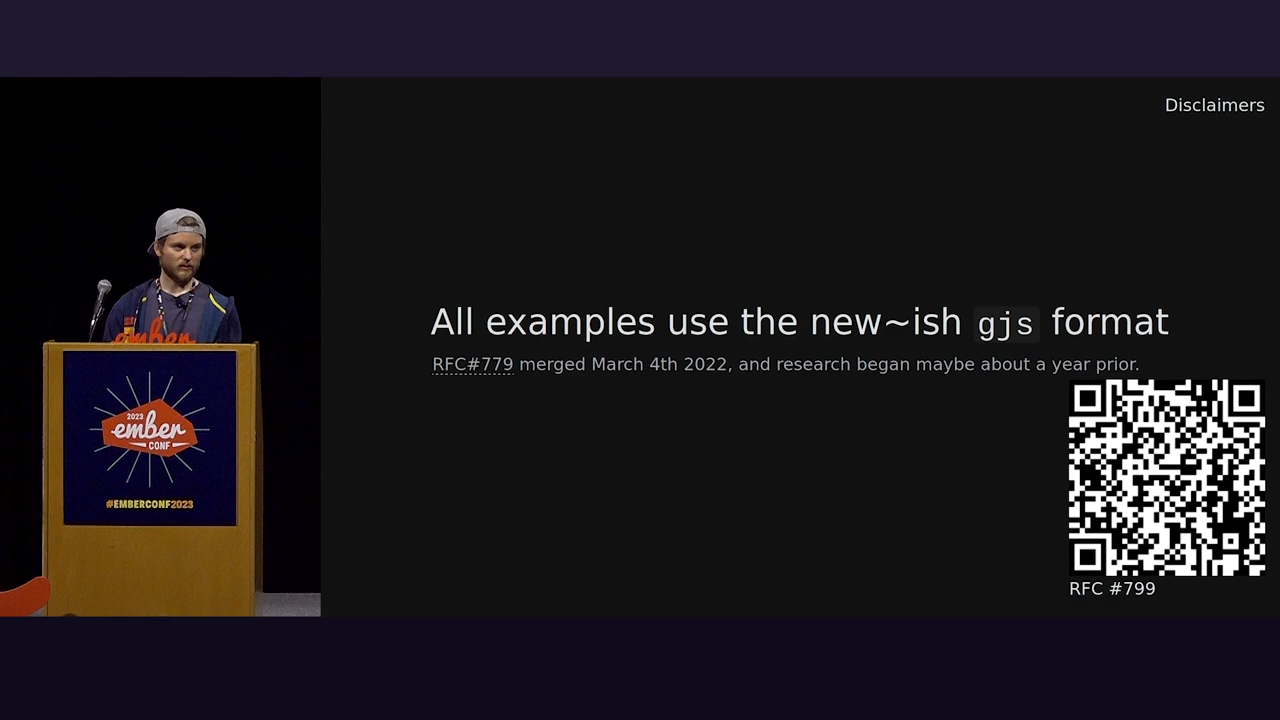 Disclaimers
All examples use the new~ish gjs format
RFC#779 merged March 4th 2022, and research began maybe about a year prior.
RFC #799
ember
2023
ember
CONF
#EMBERCONF2023